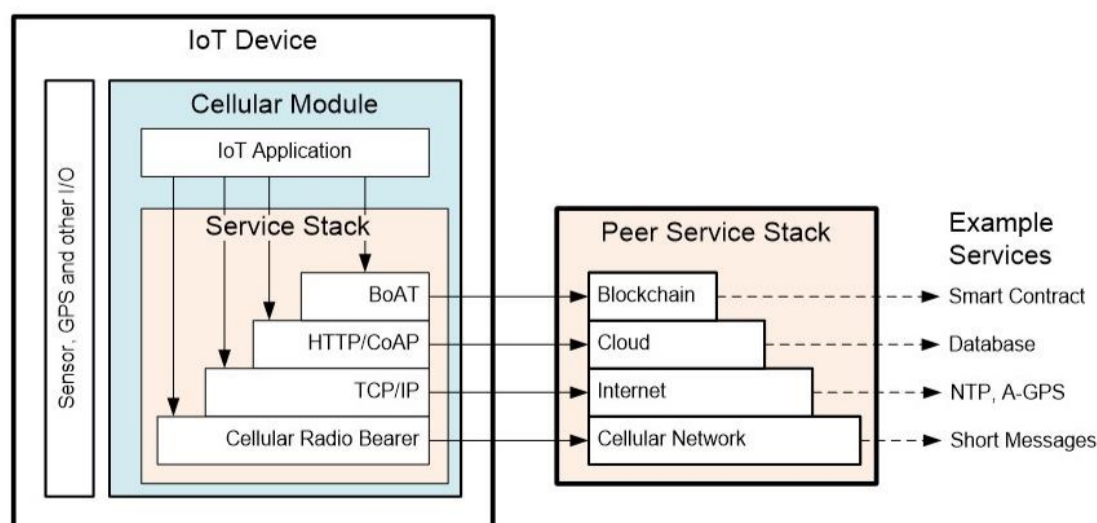 IoT Device
Cellular Module
IoT Application
Sensor, GPS and other I/O
Service Stack
BoAT
HTTP/CoAP
TCP/IP
Cellular Radio Bearer
Peer Service Stack
Blockchain
Cloud
Internet
Cellular Network
Example
Services
Smart Contract
Database
NTP, A-GPS
Short Messages